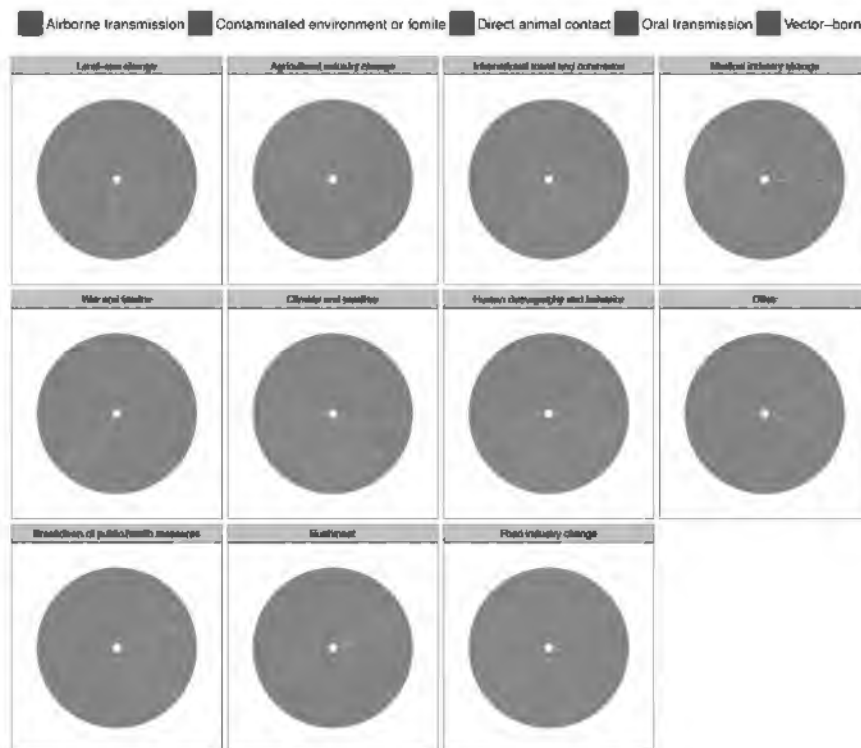 Airborne transmission Contaminated environment or fomite Direct animal contact Oral transmission Vector–born
Land–use change Agricultural industry change International travel and commerce Medical industry change
War and famine Climate and weather Human demography and behavior Other
Breakdown of public health measures Bushmeat Food industry change